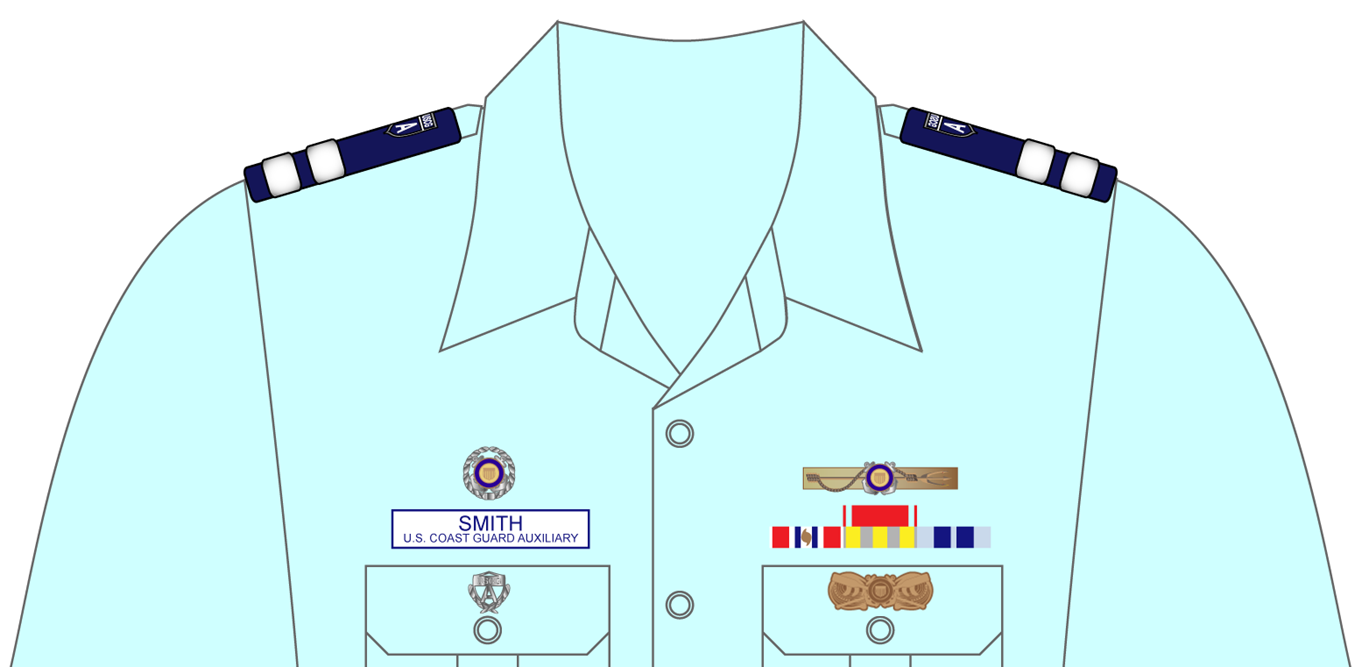 A
A
SMITH
U.S. COAST GUARD AUXILIARY